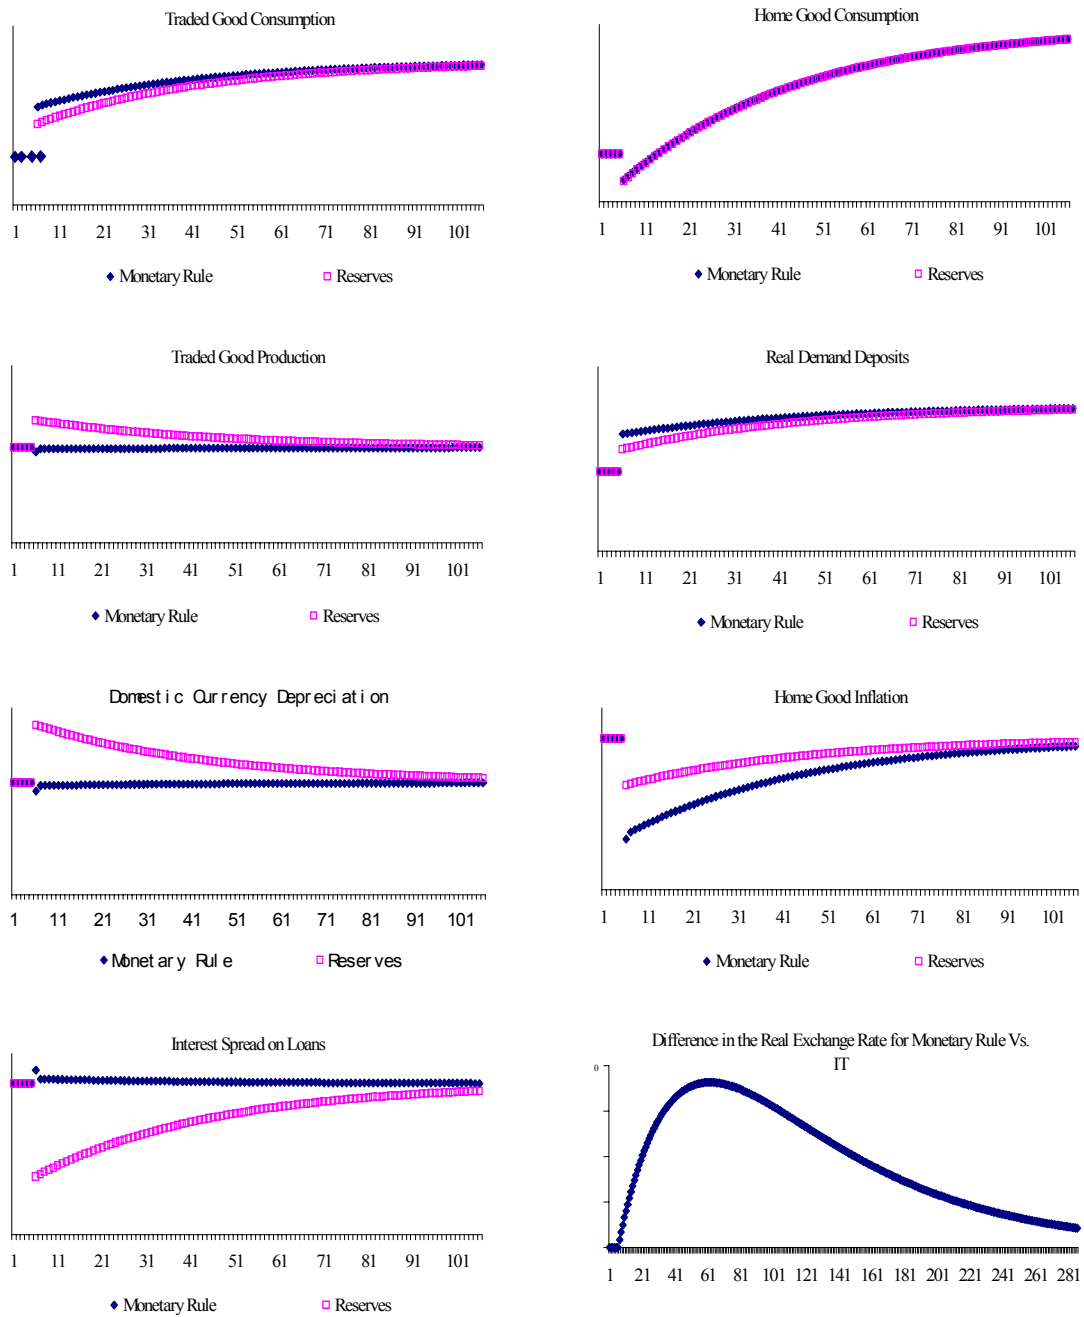 Traded Good Consumption
1 11 21 31 41 51 61 71 81 91 101
Monetary Rule Reserves
Home Good Consumption
1 11 21 31 41 51 61 71 81 91 101
Monetary Rule Reserves
Traded Good Production
1 11 21 31 41 51 61 71 81 91 101
Monetary Rule Reserves
Real Demand Deposits
1 11 21 31 41 51 61 71 81 91 101
Monetary Rule Reserves
Domestic Currency Depreciation
1 11 21 31 41 51 61 71 81 91 101
Monetary Rule Reserves
Home Good Inflation
1 11 21 31 41 51 61 71 81 91 101
Monetary Rule Reserves
Interest Spread on Loans
1 11 21 31 41 51 61 71 81 91 101
Monetary Rule Reserves
Difference in the Real Exchange Rate for Monetary Rule Vs.
IT
0
1 21 41 61 81 101 121 141 161 181 201 221 241 261 281